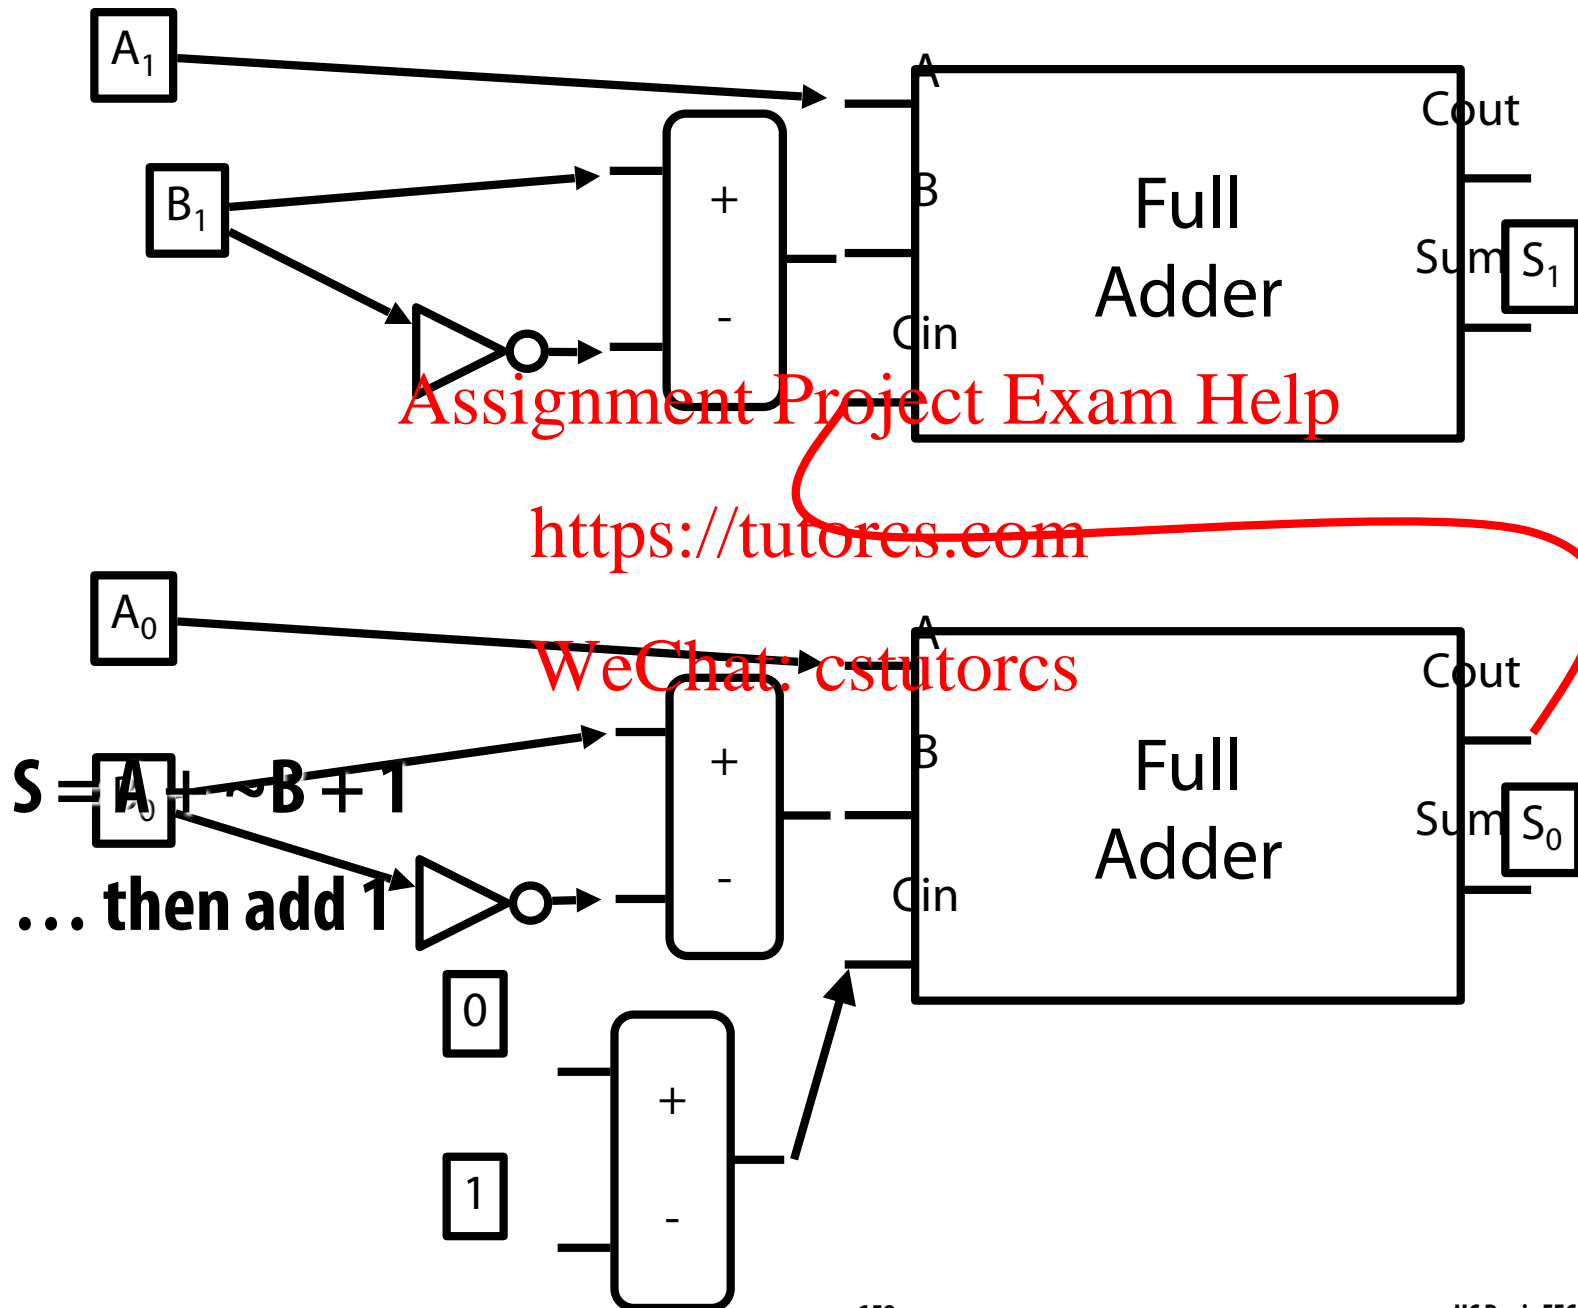 A₁
A
Cout
B₁
+
B
Full
Adder
Sum
S₁
-
Cin
Assignment Project Exam Help
https://tutorcs.com
A₀
A
WeChat: cstutorcs
Cout
+
B
Full
Adder
S = A + ~B + 1
Sum
S₀
-
Cin
… then add 1
0
+
1
-